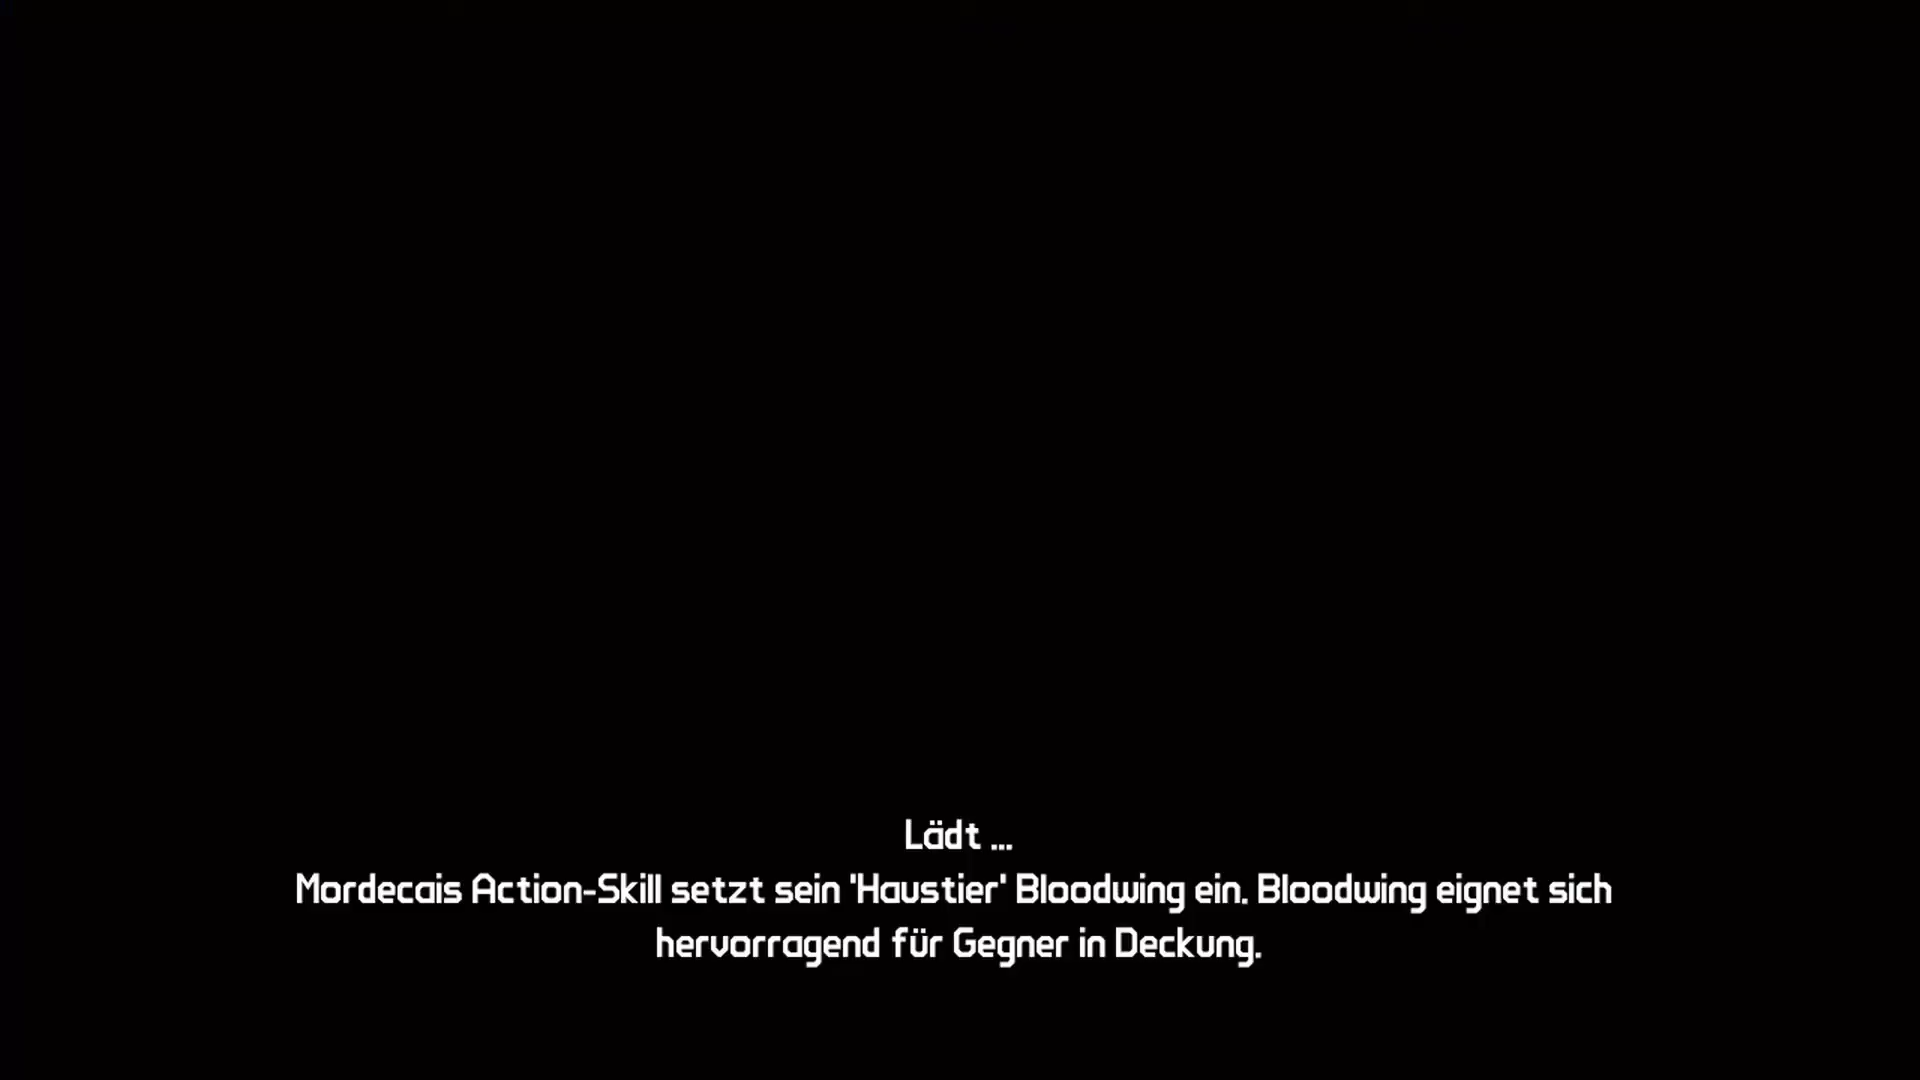 Lädt ...
Mordecais Action-Skill setzt sein 'Haustier' Bloodwing ein. Bloodwing eignet sich
hervorragend für Gegner in Deckung.